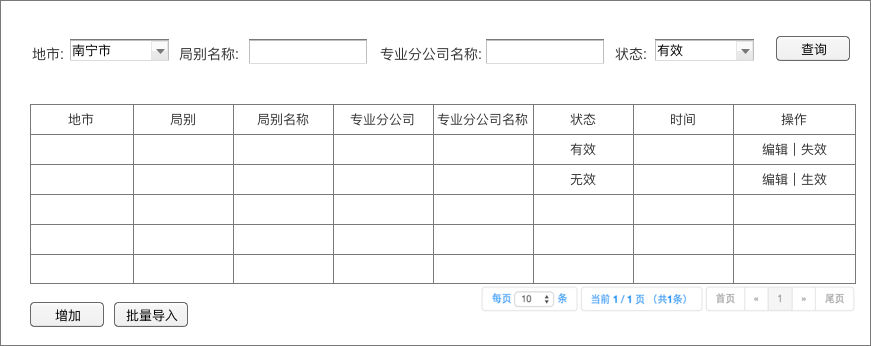 地市: 南宁市 局别名称: 专业分公司名称: 状态: 有效 查询
地市 局别 局别名称 专业分公司 专业分公司名称 状态 时间 操作
有效 编辑 | 失效
无效 编辑 | 生效
每页 10 条 当前 1 / 1 页 （共1条） 首页 « 1 » 尾页
增加 批量导入